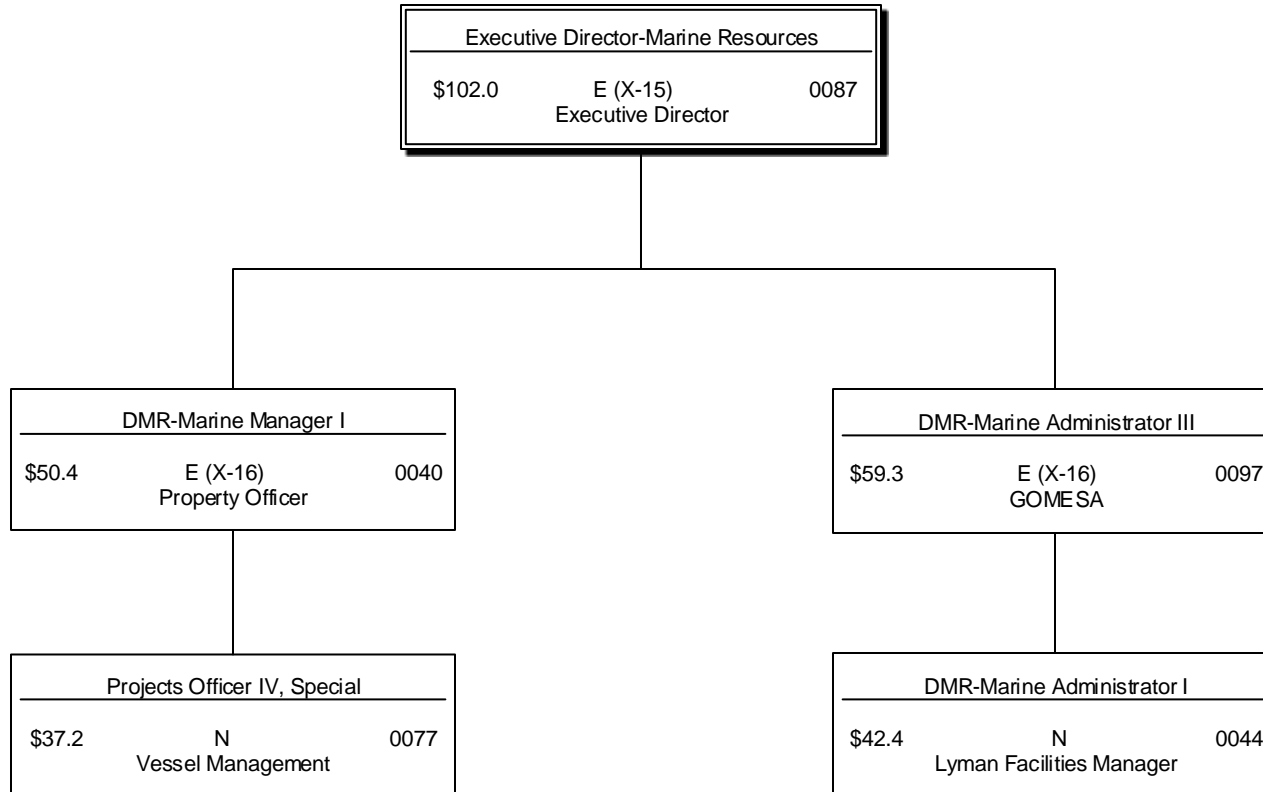 Executive Director-Marine Resources
$102.0 E (X-15) 0087
Executive Director
DMR-Marine Manager I
$50.4 E (X-16) 0040
Property Officer
DMR-Marine Administrator III
$59.3 E (X-16) 0097
GOMESA
Projects Officer IV, Special
$37.2 N 0077
Vessel Management
DMR-Marine Administrator I
$42.4 N 0044
Lyman Facilities Manager